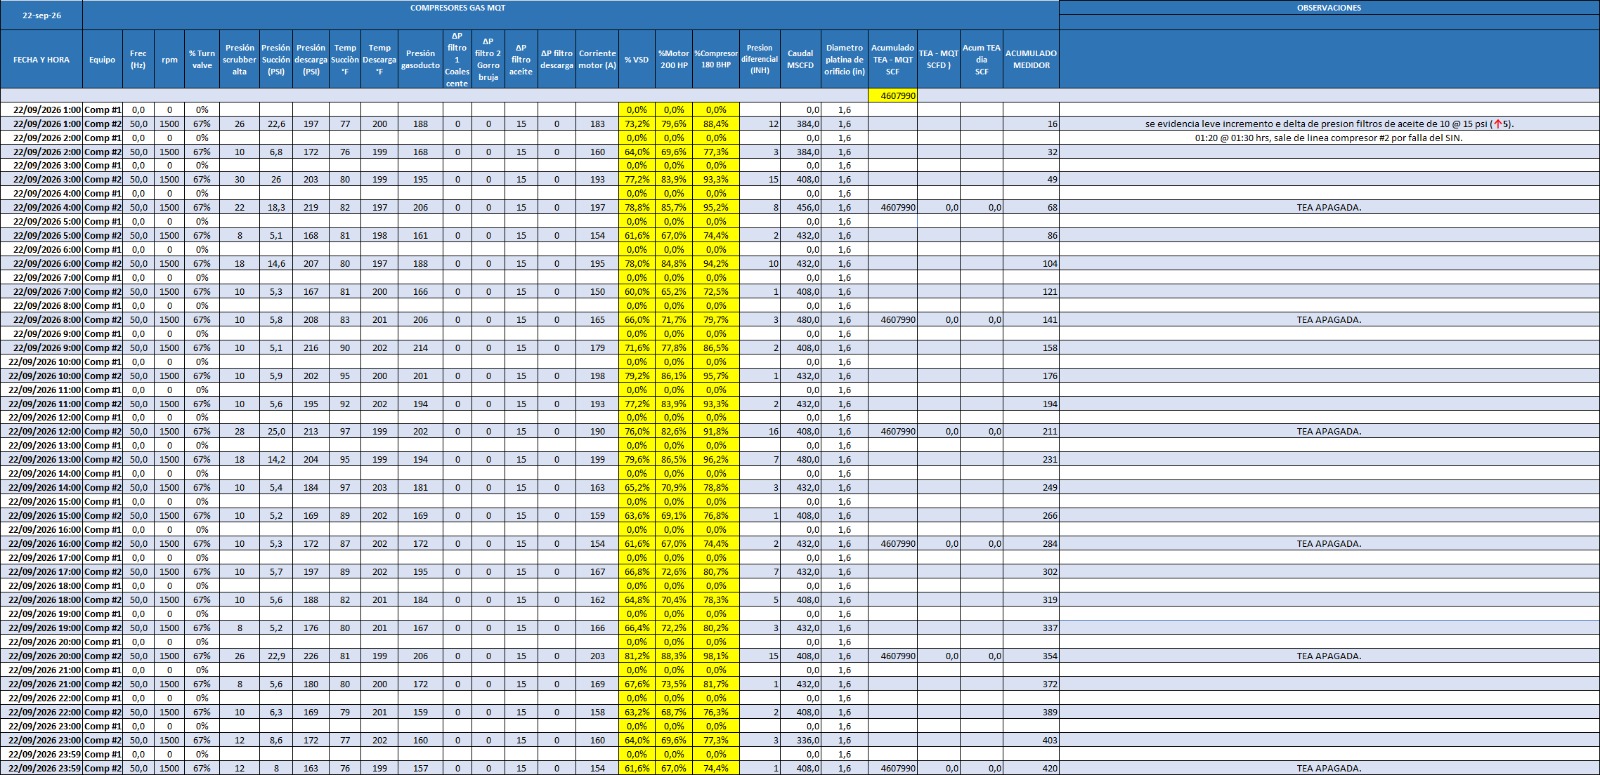 22-sep-26 COMPRESORES GAS MQT OBSERVACIONES
FECHA Y HORA Equipo Frec (Hz) rpm % Turn valve Presión scrubber alta Presión Succión (PSI) Presión descarga (PSI) Temp Succiòn °F Temp Descarga °F Presión gasoducto ΔP filtro 1 Coalescente ΔP filtro 2 Gorro bruja ΔP filtro aceite ΔP filtro descarga Corriente motor (A) % VSD %Motor 200 HP %Compresor 180 BHP Presion diferencial (INH) Caudal MSCFD Diametro platina de orificio (in) Acumulado TEA - MQT SCF TEA - MQT SCFD ) Acum TEA dia SCF ACUMULADO MEDIDOR
4607990
22/09/2026 1:00 Comp #1 0,0 0 0% 0,0% 0,0% 0,0% 0,0 1,6
22/09/2026 1:00 Comp #2 50,0 1500 67% 26 22,6 197 77 200 188 0 0 15 0 183 73,2% 79,6% 88,4% 12 384,0 1,6 16 se evidencia leve incremento e delta de presion filtros de aceite de 10 @ 15 psi (↑5).
22/09/2026 2:00 Comp #1 0,0 0 0% 0,0% 0,0% 0,0% 0,0 1,6 01:20 @ 01:30 hrs, sale de linea compresor #2 por falla del SIN.
22/09/2026 2:00 Comp #2 50,0 1500 67% 10 6,8 172 76 199 168 0 0 15 0 160 64,0% 69,6% 77,3% 3 384,0 1,6 32
22/09/2026 3:00 Comp #1 0,0 0 0% 0,0% 0,0% 0,0% 0,0 1,6
22/09/2026 3:00 Comp #2 50,0 1500 67% 30 26 203 80 199 195 0 0 15 0 193 77,2% 83,9% 93,3% 15 408,0 1,6 49
22/09/2026 4:00 Comp #1 0,0 0 0% 0,0% 0,0% 0,0% 0,0 1,6
22/09/2026 4:00 Comp #2 50,0 1500 67% 22 18,3 219 82 197 206 0 0 15 0 197 78,8% 85,7% 95,2% 8 456,0 1,6 4607990 0,0 0,0 68 TEA APAGADA.
22/09/2026 5:00 Comp #1 0,0 0 0% 0,0% 0,0% 0,0% 0,0 1,6
22/09/2026 5:00 Comp #2 50,0 1500 67% 8 5,1 168 81 198 161 0 0 15 0 154 61,6% 67,0% 74,4% 2 432,0 1,6 86
22/09/2026 6:00 Comp #1 0,0 0 0% 0,0% 0,0% 0,0% 0,0 1,6
22/09/2026 6:00 Comp #2 50,0 1500 67% 18 14,6 207 80 197 188 0 0 15 0 195 78,0% 84,8% 94,2% 10 432,0 1,6 104
22/09/2026 7:00 Comp #1 0,0 0 0% 0,0% 0,0% 0,0% 0,0 1,6
22/09/2026 7:00 Comp #2 50,0 1500 67% 10 5,3 167 81 200 166 0 0 15 0 150 60,0% 65,2% 72,5% 1 408,0 1,6 121
22/09/2026 8:00 Comp #1 0,0 0 0% 0,0% 0,0% 0,0% 0,0 1,6
22/09/2026 8:00 Comp #2 50,0 1500 67% 10 5,8 208 83 201 206 0 0 15 0 165 66,0% 71,7% 79,7% 3 480,0 1,6 4607990 0,0 0,0 141 TEA APAGADA.
22/09/2026 9:00 Comp #1 0,0 0 0% 0,0% 0,0% 0,0% 0,0 1,6
22/09/2026 9:00 Comp #2 50,0 1500 67% 10 5,1 216 90 202 214 0 0 15 0 179 71,6% 77,8% 86,5% 2 408,0 1,6 158
22/09/2026 10:00 Comp #1 0,0 0 0% 0,0% 0,0% 0,0% 0,0 1,6
22/09/2026 10:00 Comp #2 50,0 1500 67% 10 5,9 202 95 200 201 0 0 15 0 198 79,2% 86,1% 95,7% 1 432,0 1,6 176
22/09/2026 11:00 Comp #1 0,0 0 0% 0,0% 0,0% 0,0% 0,0 1,6
22/09/2026 11:00 Comp #2 50,0 1500 67% 10 5,6 195 92 202 194 0 0 15 0 193 77,2% 83,9% 93,3% 2 432,0 1,6 194
22/09/2026 12:00 Comp #1 0,0 0 0% 0,0% 0,0% 0,0% 0,0 1,6
22/09/2026 12:00 Comp #2 50,0 1500 67% 28 25,0 213 97 199 202 0 0 15 0 190 76,0% 82,6% 91,8% 16 408,0 1,6 4607990 0,0 0,0 211 TEA APAGADA.
22/09/2026 13:00 Comp #1 0,0 0 0% 0,0% 0,0% 0,0% 0,0 1,6
22/09/2026 13:00 Comp #2 50,0 1500 67% 18 14,2 204 95 199 194 0 0 15 0 199 79,6% 86,5% 96,2% 7 480,0 1,6 231
22/09/2026 14:00 Comp #1 0,0 0 0% 0,0% 0,0% 0,0% 0,0 1,6
22/09/2026 14:00 Comp #2 50,0 1500 67% 10 5,4 184 97 203 181 0 0 15 0 163 65,2% 70,9% 78,8% 3 432,0 1,6 249
22/09/2026 15:00 Comp #1 0,0 0 0% 0,0% 0,0% 0,0% 0,0 1,6
22/09/2026 15:00 Comp #2 50,0 1500 67% 10 5,2 169 89 202 169 0 0 15 0 159 63,6% 69,1% 76,8% 1 408,0 1,6 266
22/09/2026 16:00 Comp #1 0,0 0 0% 0,0% 0,0% 0,0% 0,0 1,6
22/09/2026 16:00 Comp #2 50,0 1500 67% 10 5,3 172 87 202 172 0 0 15 0 154 61,6% 67,0% 74,4% 2 432,0 1,6 4607990 0,0 0,0 284 TEA APAGADA.
22/09/2026 17:00 Comp #1 0,0 0 0% 0,0% 0,0% 0,0% 0,0 1,6
22/09/2026 17:00 Comp #2 50,0 1500 67% 10 5,7 197 89 202 195 0 0 15 0 167 66,8% 72,6% 80,7% 7 432,0 1,6 302
22/09/2026 18:00 Comp #1 0,0 0 0% 0,0% 0,0% 0,0% 0,0 1,6
22/09/2026 18:00 Comp #2 50,0 1500 67% 10 5,6 188 82 201 184 0 0 15 0 162 64,8% 70,4% 78,3% 5 408,0 1,6 319
22/09/2026 19:00 Comp #1 0,0 0 0% 0,0% 0,0% 0,0% 0,0 1,6
22/09/2026 19:00 Comp #2 50,0 1500 67% 8 5,2 176 80 201 167 0 0 15 0 166 66,4% 72,2% 80,2% 3 432,0 1,6 337
22/09/2026 20:00 Comp #1 0,0 0 0% 0,0% 0,0% 0,0% 0,0 1,6
22/09/2026 20:00 Comp #2 50,0 1500 67% 26 22,9 226 81 199 206 0 0 15 0 203 81,2% 88,3% 98,1% 15 408,0 1,6 4607990 0,0 0,0 354 TEA APAGADA.
22/09/2026 21:00 Comp #1 0,0 0 0% 0,0% 0,0% 0,0% 0,0 1,6
22/09/2026 21:00 Comp #2 50,0 1500 67% 8 5,6 180 80 200 172 0 0 15 0 169 67,6% 73,5% 81,7% 1 432,0 1,6 372
22/09/2026 22:00 Comp #1 0,0 0 0% 0,0% 0,0% 0,0% 0,0 1,6
22/09/2026 22:00 Comp #2 50,0 1500 67% 10 6,3 169 79 201 159 0 0 15 0 158 63,2% 68,7% 76,3% 2 408,0 1,6 389
22/09/2026 23:00 Comp #1 0,0 0 0% 0,0% 0,0% 0,0% 0,0 1,6
22/09/2026 23:00 Comp #2 50,0 1500 67% 12 8,6 172 77 202 160 0 0 15 0 160 64,0% 69,6% 77,3% 3 336,0 1,6 403
22/09/2026 23:59 Comp #1 0,0 0 0% 0,0% 0,0% 0,0% 0,0 1,6
22/09/2026 23:59 Comp #2 50,0 1500 67% 12 8 163 76 199 157 0 0 15 0 154 61,6% 67,0% 74,4% 1 408,0 1,6 4607990 0,0 0,0 420 TEA APAGADA.